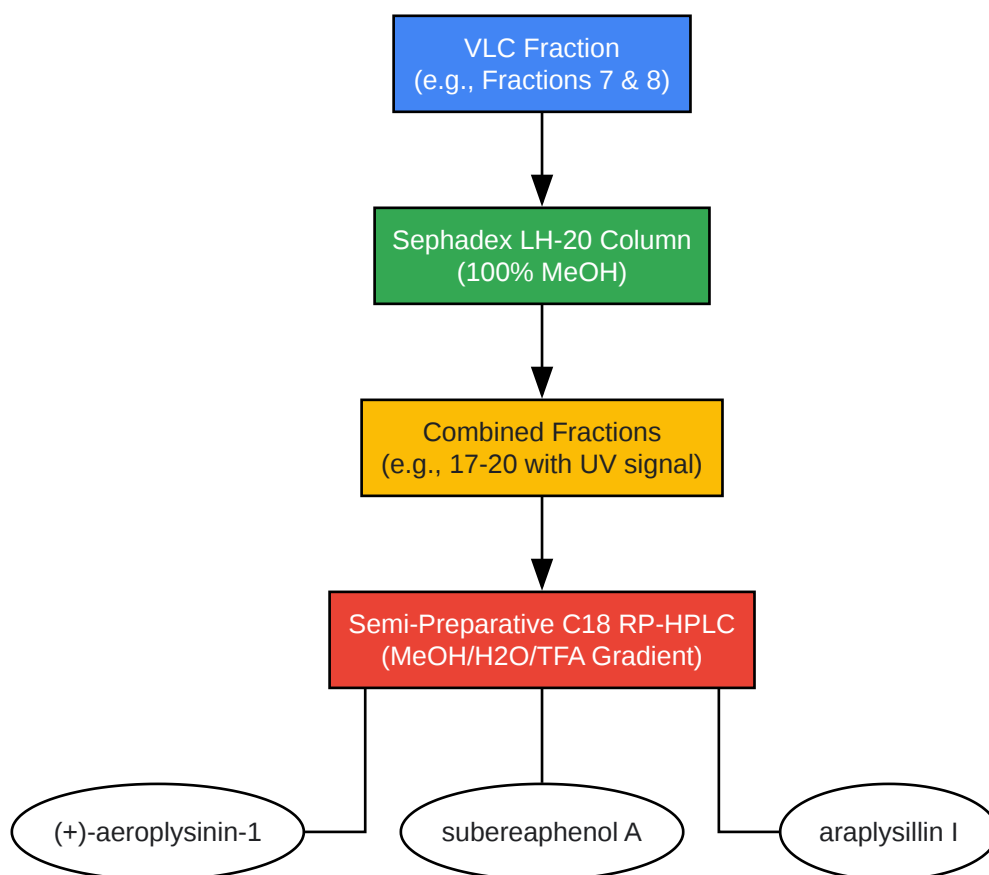 VLC Fraction
(e.g., Fractions 7 & 8)
Sephadex LH-20 Column
(100% MeOH)
Combined Fractions
(e.g., 17-20 with UV signal)
Semi-Preparative C18 RP-HPLC
(MeOH/H2O/TFA Gradient)
(+)-aeroplysinin-1
subereaphenol A
araplysillin I